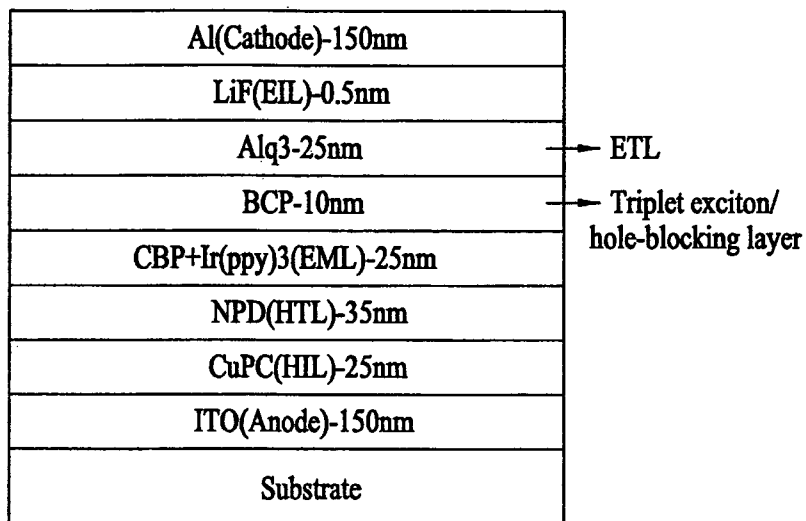 Al(Cathode)-150nm
LiF(EIL)-0.5nm
Alq3-25nm
ETL
BCP-10nm
Triplet exciton/
hole-blocking layer
CBP+Ir(ppy)3(EML)-25nm
NPD(HTL)-35nm
CuPC(HIL)-25nm
ITO(Anode)-150nm
Substrate